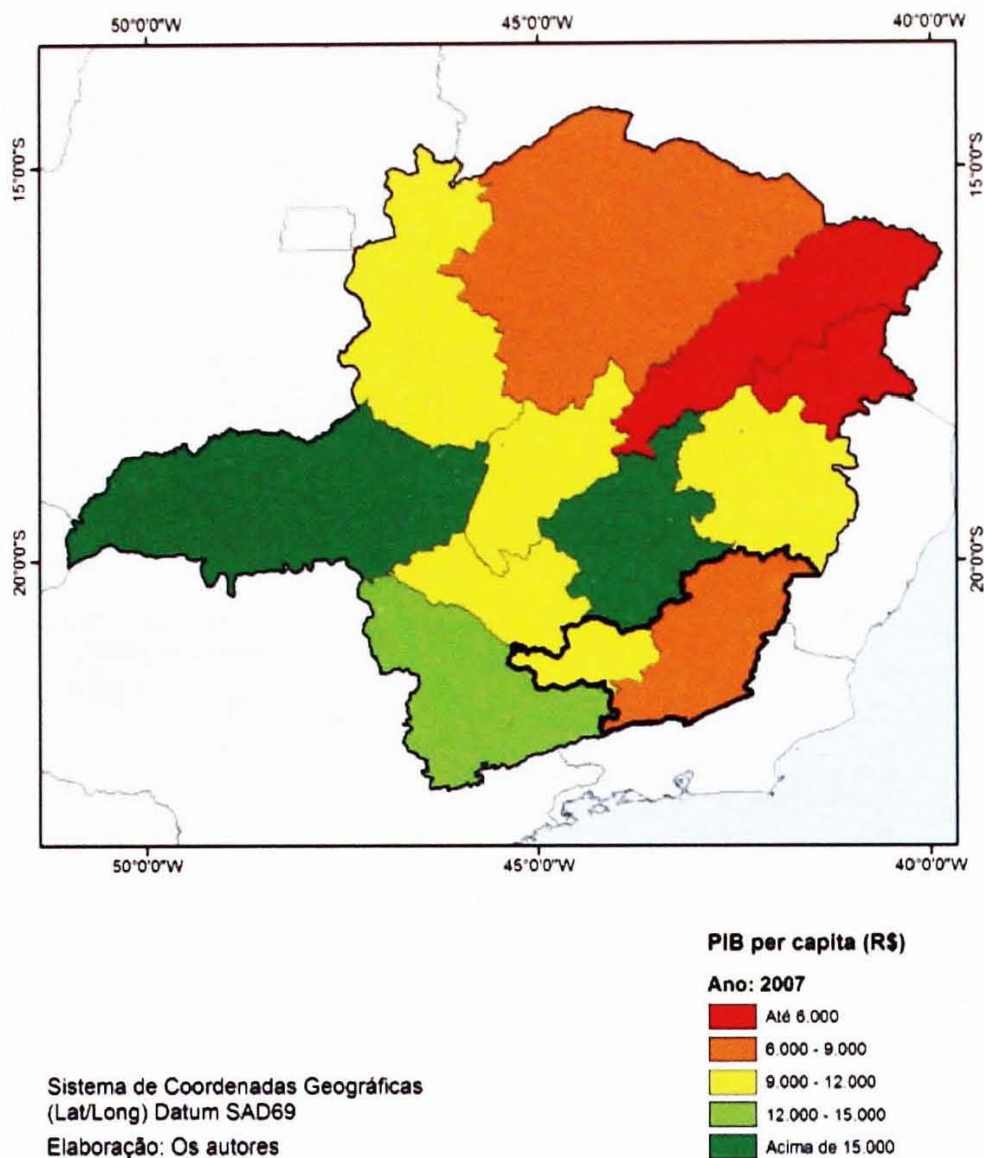 50°0'0"W
45°0'0"W
40°0'0"W
15°0'0"S
15°0'0"S
20°0'0"S
20°0'0"S
50°0'0"W
45°0'0"W
40°0'0"W
PIB per capita (R$)
Ano: 2007
Até 6.000
6.000 - 9.000
9.000 - 12.000
12.000 - 15.000
Acima de 15.000
Sistema de Coordenadas Geográficas
(Lat/Long) Datum SAD69
Elaboração: Os autores